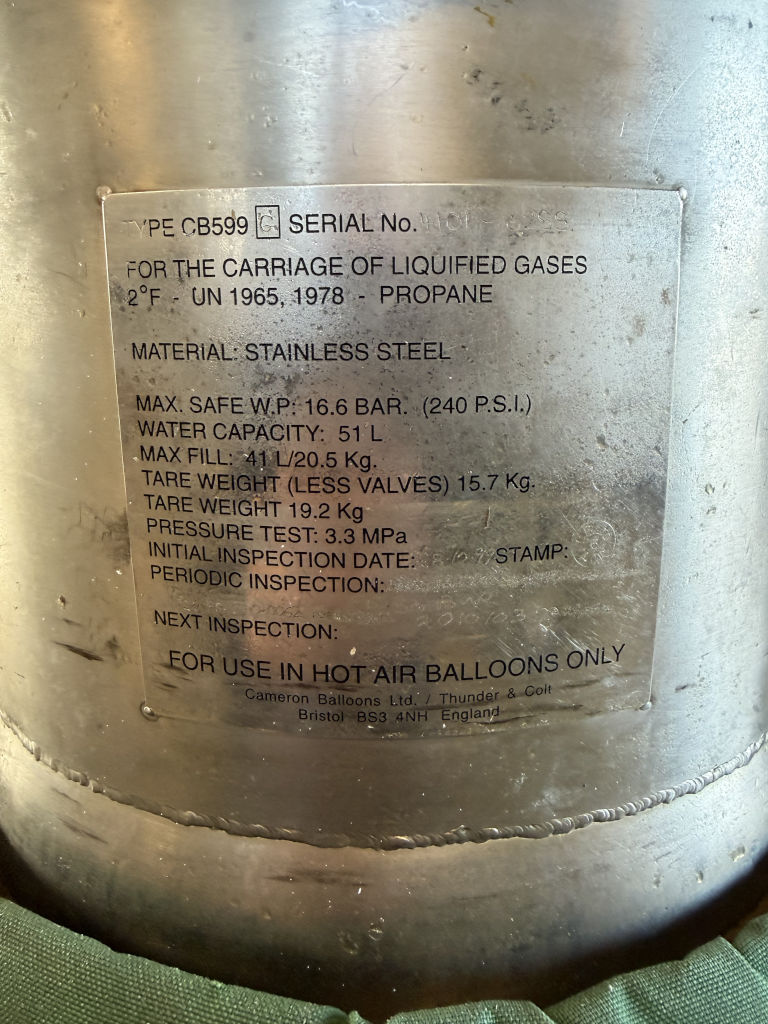 TYPE CB599 G SERIAL No.
FOR THE CARRIAGE OF LIQUIFIED GASES
2°F - UN 1965, 1978 - PROPANE
MATERIAL: STAINLESS STEEL
MAX. SAFE W.P: 16.6 BAR. (240 P.S.I.)
WATER CAPACITY: 51 L
MAX FILL: 41 L/20.5 Kg.
TARE WEIGHT (LESS VALVES) 15.7 Kg.
TARE WEIGHT 19.2 Kg
PRESSURE TEST: 3.3 MPa
INITIAL INSPECTION DATE: STAMP:
PERIODIC INSPECTION:
NEXT INSPECTION:
FOR USE IN HOT AIR BALLOONS ONLY
Cameron Balloons Ltd. / Thunder & Colt
Bristol BS3 4NH England